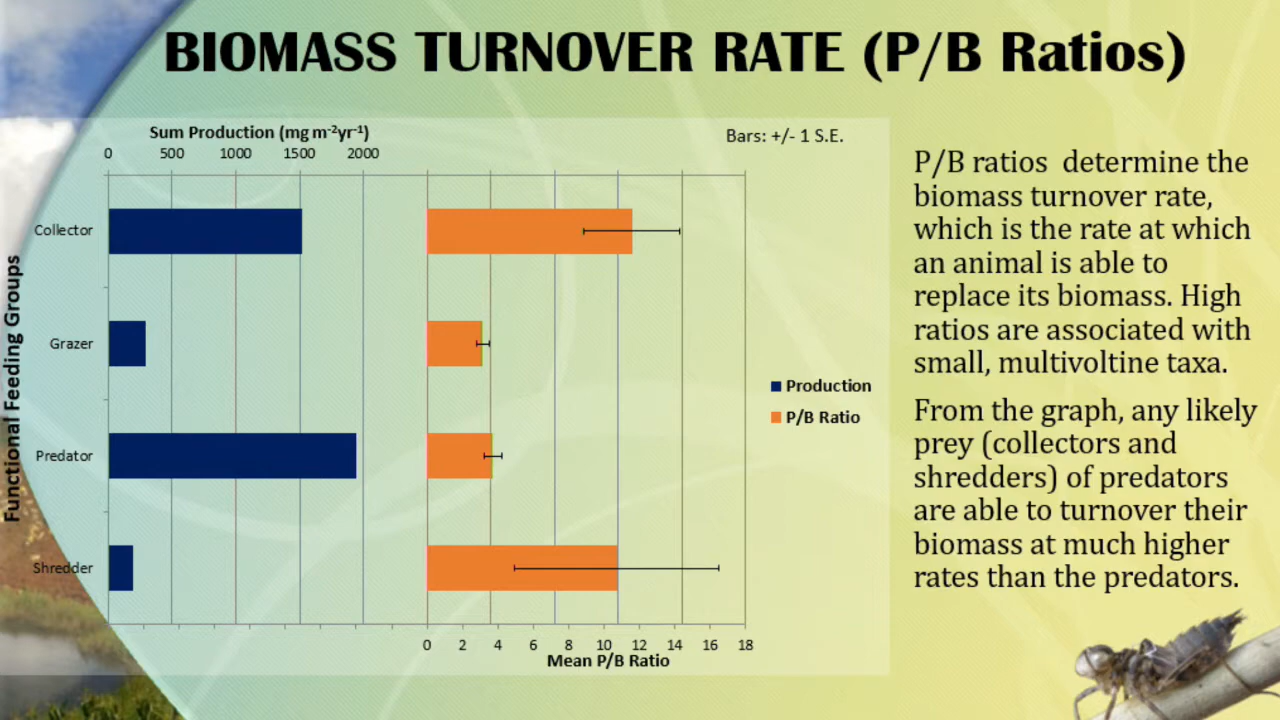 BIOMASS TURNOVER RATE (P/B Ratios)
Sum Production (mg m-2yr-1)
0 500 1000 1500 2000
Bars: +/- 1 S.E.
Functional Feeding Groups
Collector
Grazer
Predator
Shredder
0 2 4 6 8 10 12 14 16 18
Mean P/B Ratio
Production
P/B Ratio
P/B ratios determine the
biomass turnover rate,
which is the rate at which
an animal is able to
replace its biomass. High
ratios are associated with
small, multivoltine taxa.
From the graph, any likely
prey (collectors and
shredders) of predators
are able to turnover their
biomass at much higher
rates than the predators.